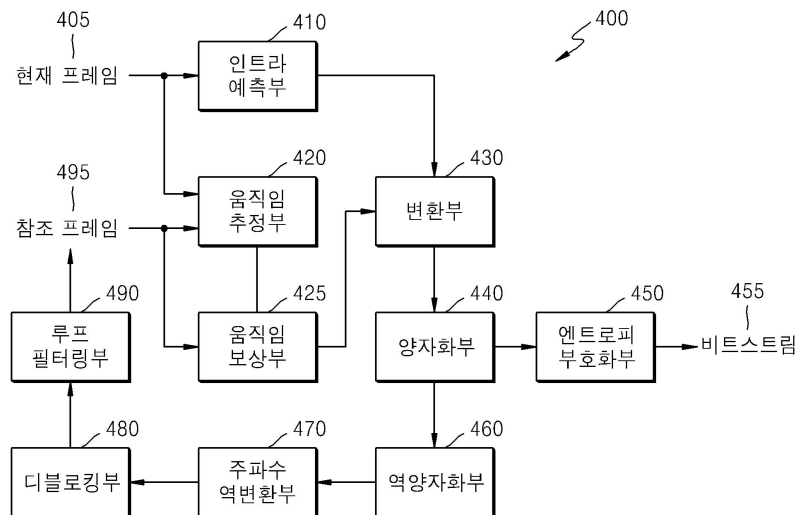 405
현재 프레임
410
인트라
예측부
400
495
참조 프레임
420
움직임
추정부
430
변환부
490
루프
필터링부
425
움직임
보상부
440
양자화부
450
엔트로피
부호화부
455
비트스트림
480
디블로킹부
470
주파수
역변환부
460
역양자화부